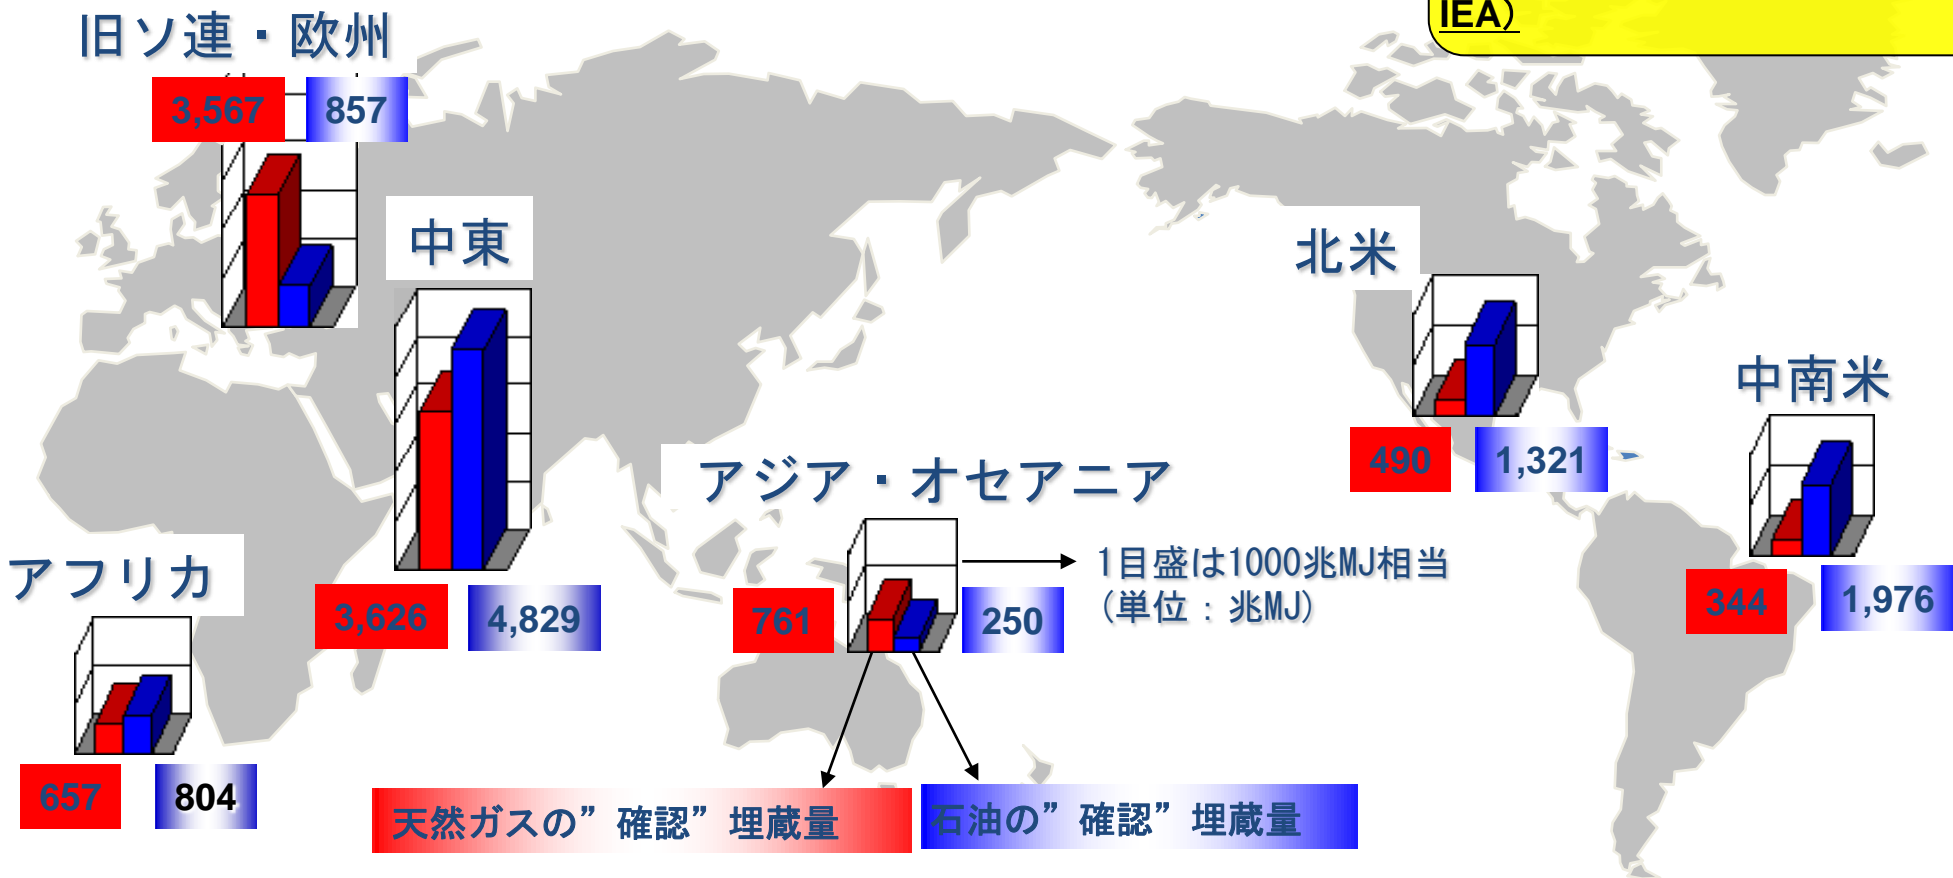 IEA)
旧ソ連・欧州
3,567
857
中東
3,626
4,829
アフリカ
657
804
アジア・オセアニア
761
250
1目盛は1000兆MJ相当
(単位：兆MJ)
北米
490
1,321
中南米
344
1,976
天然ガスの”確認”埋蔵量
石油の”確認”埋蔵量